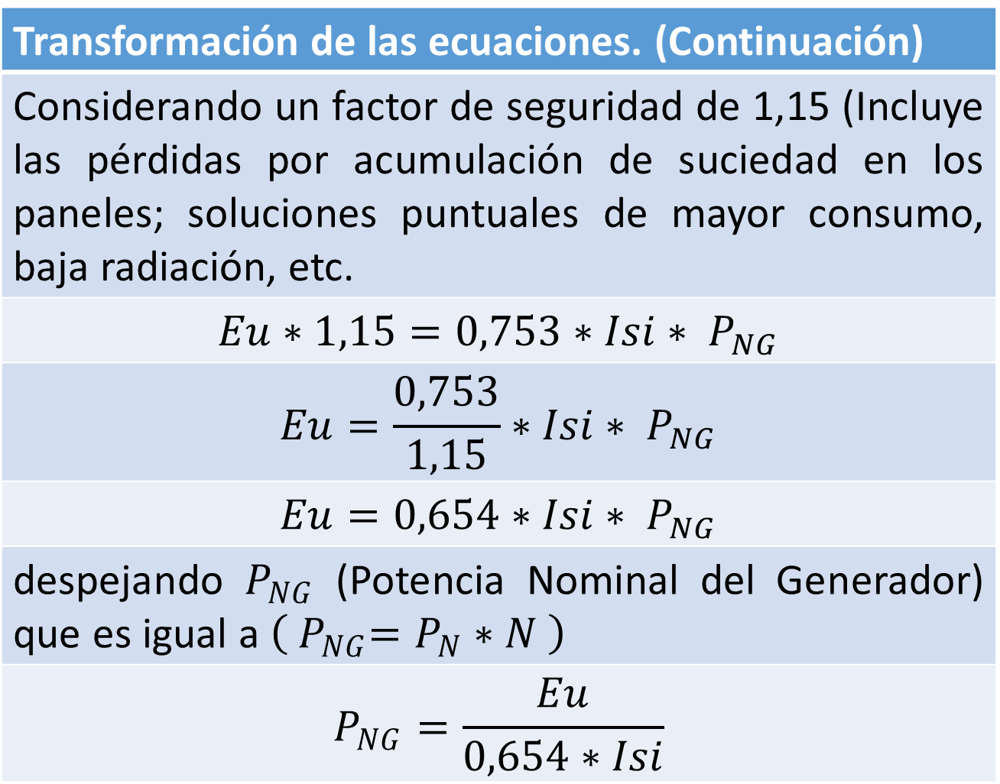 Transformación de las ecuaciones. (Continuación)
Considerando un factor de seguridad de 1,15 (Incluye
las pérdidas por acumulación de suciedad en los
paneles; soluciones puntuales de mayor consumo,
baja radiación, etc.
Eu ∗ 1,15 = 0,753 ∗ Isi ∗ P_{NG}
Eu = \frac{0,753}{1,15} ∗ Isi ∗ P_{NG}
Eu = 0,654 ∗ Isi ∗ P_{NG}
despejando P_{NG} (Potencia Nominal del Generador)
que es igual a ( P_{NG} = P_N ∗ N )
P_{NG} = \frac{Eu}{0,654 ∗ Isi}